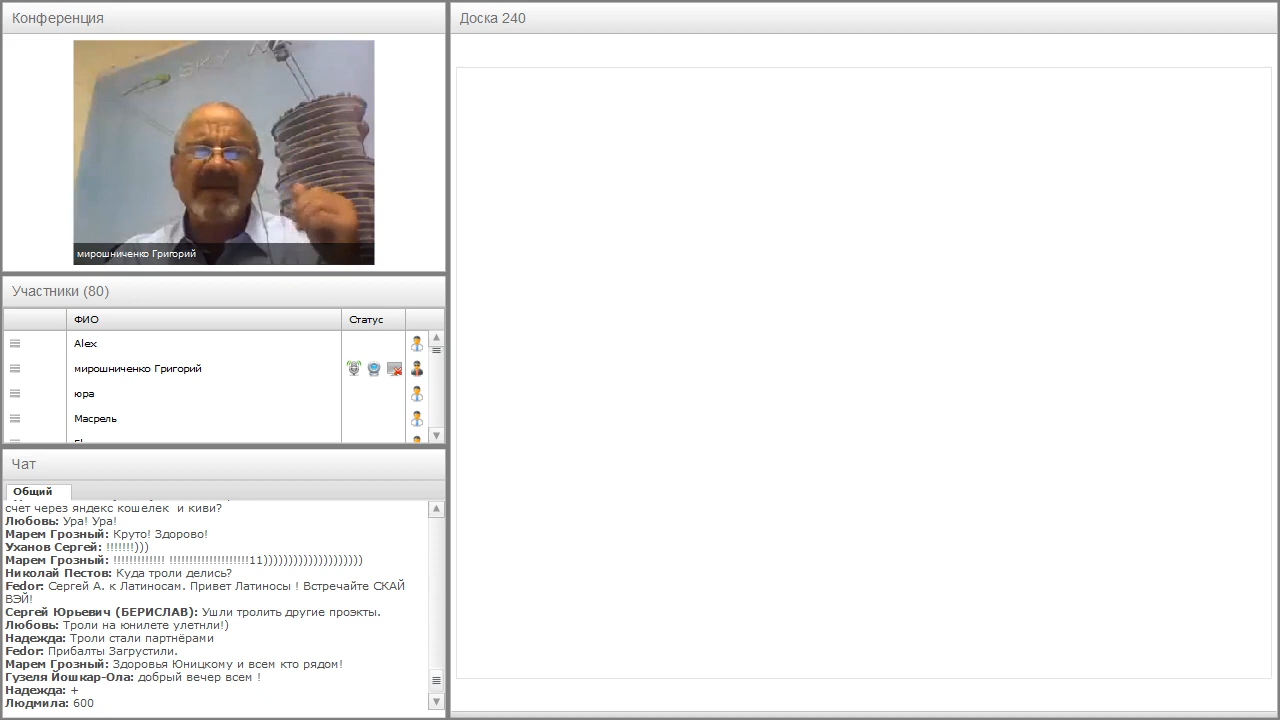 Конференция
SKY
мирошниченко Григорий
Участники (80)
ФИО
Статус
Alex
мирошниченко Григорий
юра
Масрель
Чат
Общий
счет через яндекс кошелек и киви?
Любовь: Ура! Ура!
Марем Грозный: Круто! Здорово!
Уханов Сергей: !!!!!!!)))
Марем Грозный: !!!!!!!!!!!!! !!!!!!!!!!!!!!!!!!!!11))))))))))))))))))))
Николай Пестов: Куда троли делись?
Fedor: Сергей А. к Латиносам. Привет Латиносы ! Встречайте СКАЙ
ВЭЙ!
Сергей Юрьевич (БЕРИСЛАВ): Ушли тролить другие проэкты.
Любовь: Троли на юнилете улетнли!)
Надежда: Троли стали партнёрами
Fedor: Прибалты Загрустили.
Марем Грозный: Здоровья Юницкому и всем кто рядом!
Гузеля Йошкар-Ола: добрый вечер всем !
Надежда: +
Людмила: 600
Доска 240